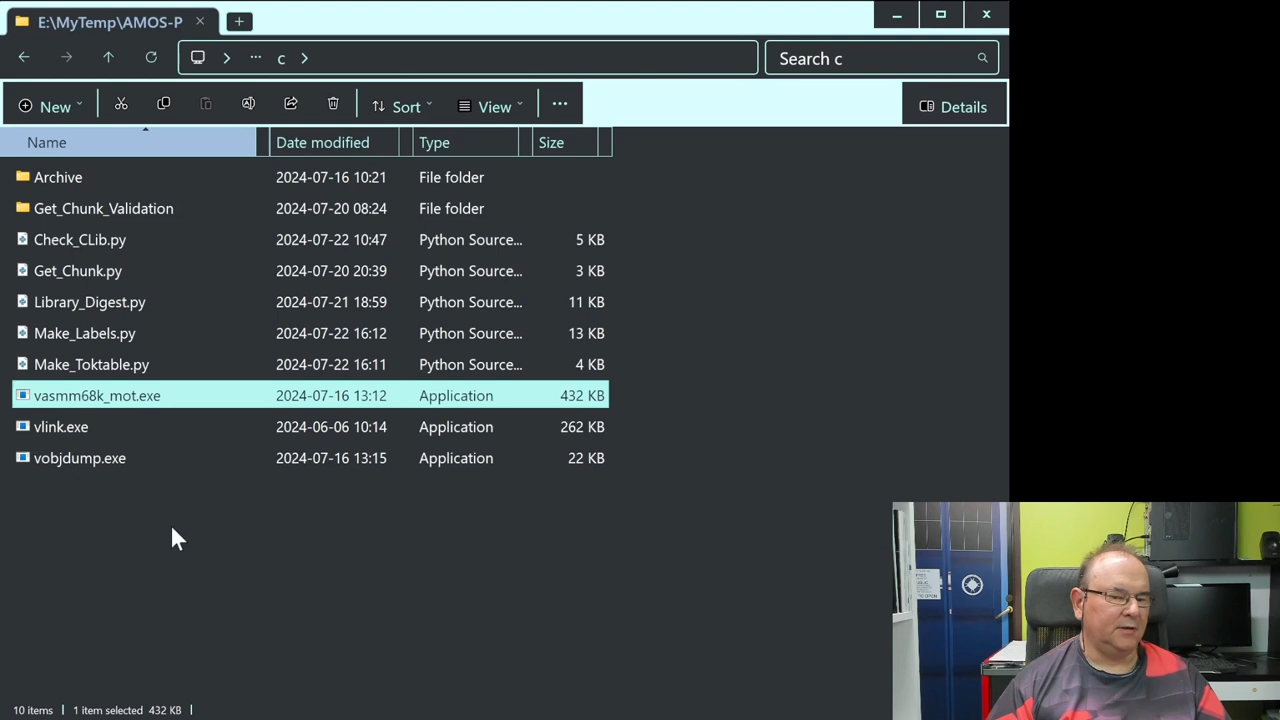 E:\MyTemp\AMOS-P
c
Search c
New
Sort
View
Details
Name Date modified Type Size
Archive 2024-07-16 10:21 File folder
Get_Chunk_Validation 2024-07-20 08:24 File folder
Check_CLib.py 2024-07-22 10:47 Python Source... 5 KB
Get_Chunk.py 2024-07-20 20:39 Python Source... 3 KB
Library_Digest.py 2024-07-21 18:59 Python Source... 11 KB
Make_Labels.py 2024-07-22 16:12 Python Source... 13 KB
Make_Toktable.py 2024-07-22 16:11 Python Source... 4 KB
vasmm68k_mot.exe 2024-07-16 13:12 Application 432 KB
vlink.exe 2024-06-06 10:14 Application 262 KB
vobjdump.exe 2024-07-16 13:15 Application 22 KB
10 items 1 item selected 432 KB